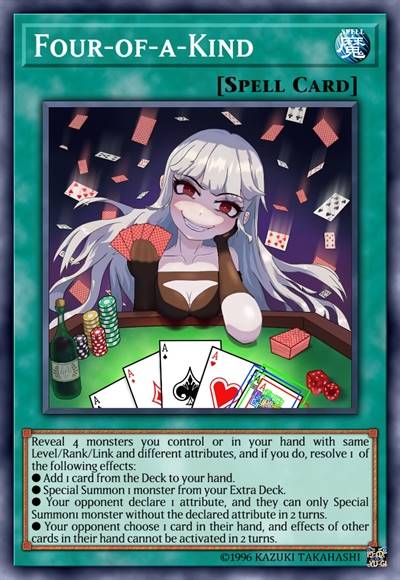 FOUR-OF-A-KIND
SPELL
魔
[SPELL CARD]
A
A
A
A
A
Reveal 4 monsters you control or in your hand with same
Level/Rank/Link and different attributes, and if you do, resolve 1 of
the following effects:
● Add 1 card from the Deck to your hand.
● Special Summon 1 monster from your Extra Deck.
● Your opponent declare 1 attribute, and they can only Special
Summon1 monster without the declared attribute in 2 turns.
● Your opponent choose 1 card in their hand, and effects of other
cards in their hand cannot be activated in 2 turns.
©1996 KAZUKI TAKAHASHI